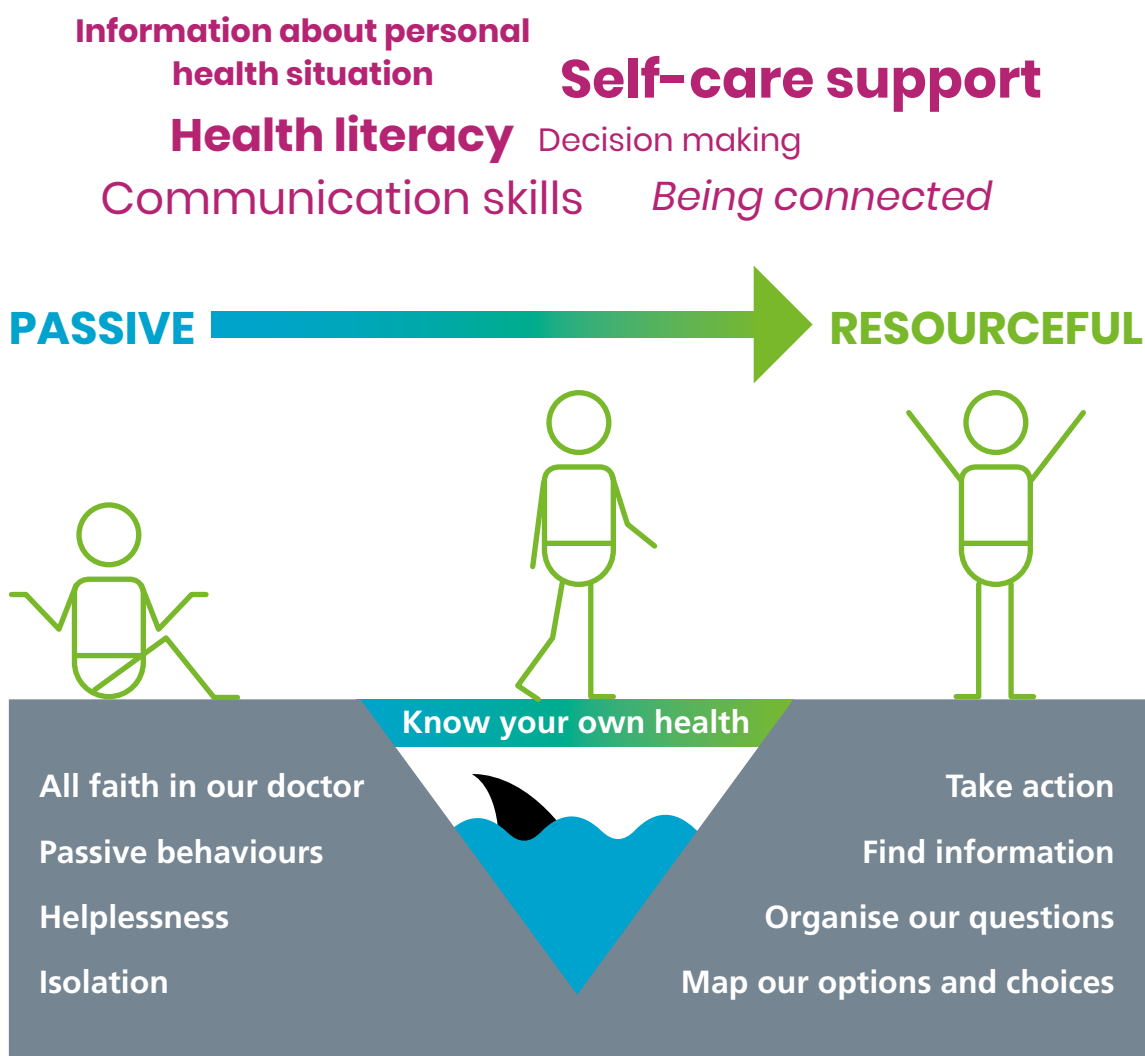 Information about personal
health situation
Self-care support
Health literacy
Decision making
Communication skills
Being connected
PASSIVE
RESOURCEFUL
Know your own health
All faith in our doctor
Passive behaviours
Helplessness
Isolation
Take action
Find information
Organise our questions
Map our options and choices